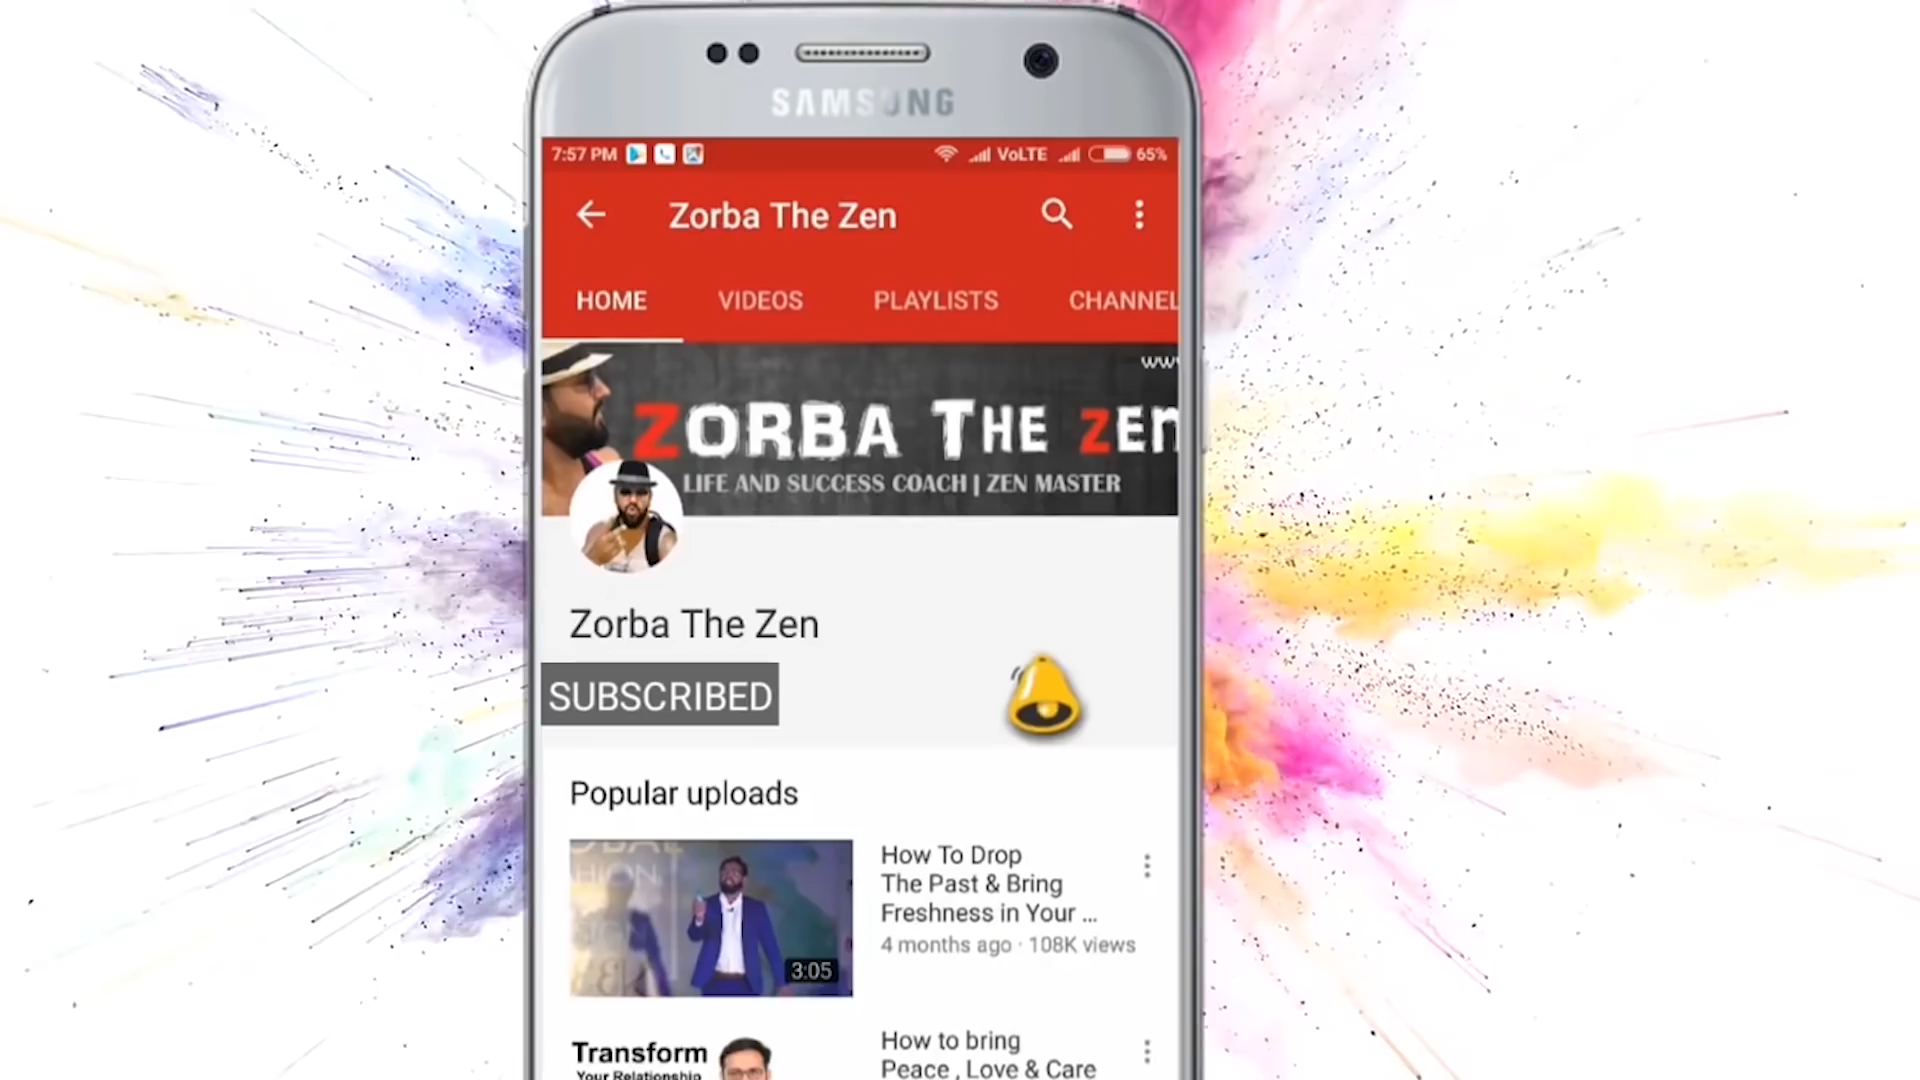 SAMSUNG
7:57 PM
VoLTE
65%
Zorba The Zen
HOME
VIDEOS
PLAYLISTS
CHANNEL
ZORBA THE ZEN
LIFE AND SUCCESS COACH | ZEN MASTER
Zorba The Zen
SUBSCRIBED
Popular uploads
How To Drop
The Past & Bring
Freshness in Your ...
4 months ago · 108K views
3:05
How to bring
Peace , Love & Care
Transform
Your Relationship